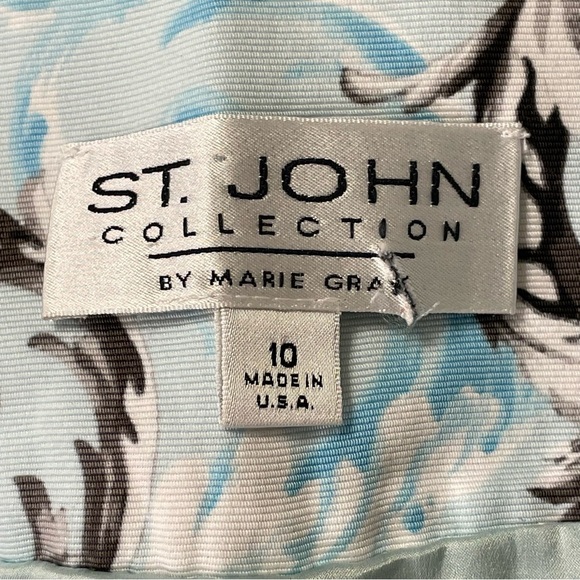 ST. JOHN
COLLECTION
BY MARIE GRAY
10
MADE IN
U.S.A.